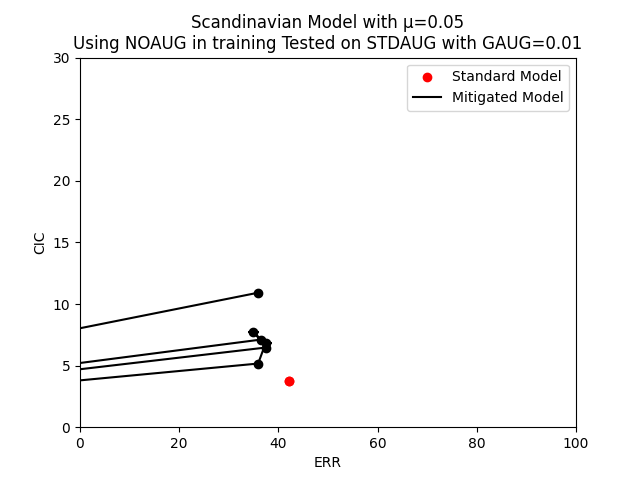 Scandinavian Model with μ=0.05
Using NOAUG in training Tested on STDAUG with GAUG=0.01
Standard Model
Mitigated Model
30
25
20
15
10
5
0
CIC
0 20 40 60 80 100
ERR